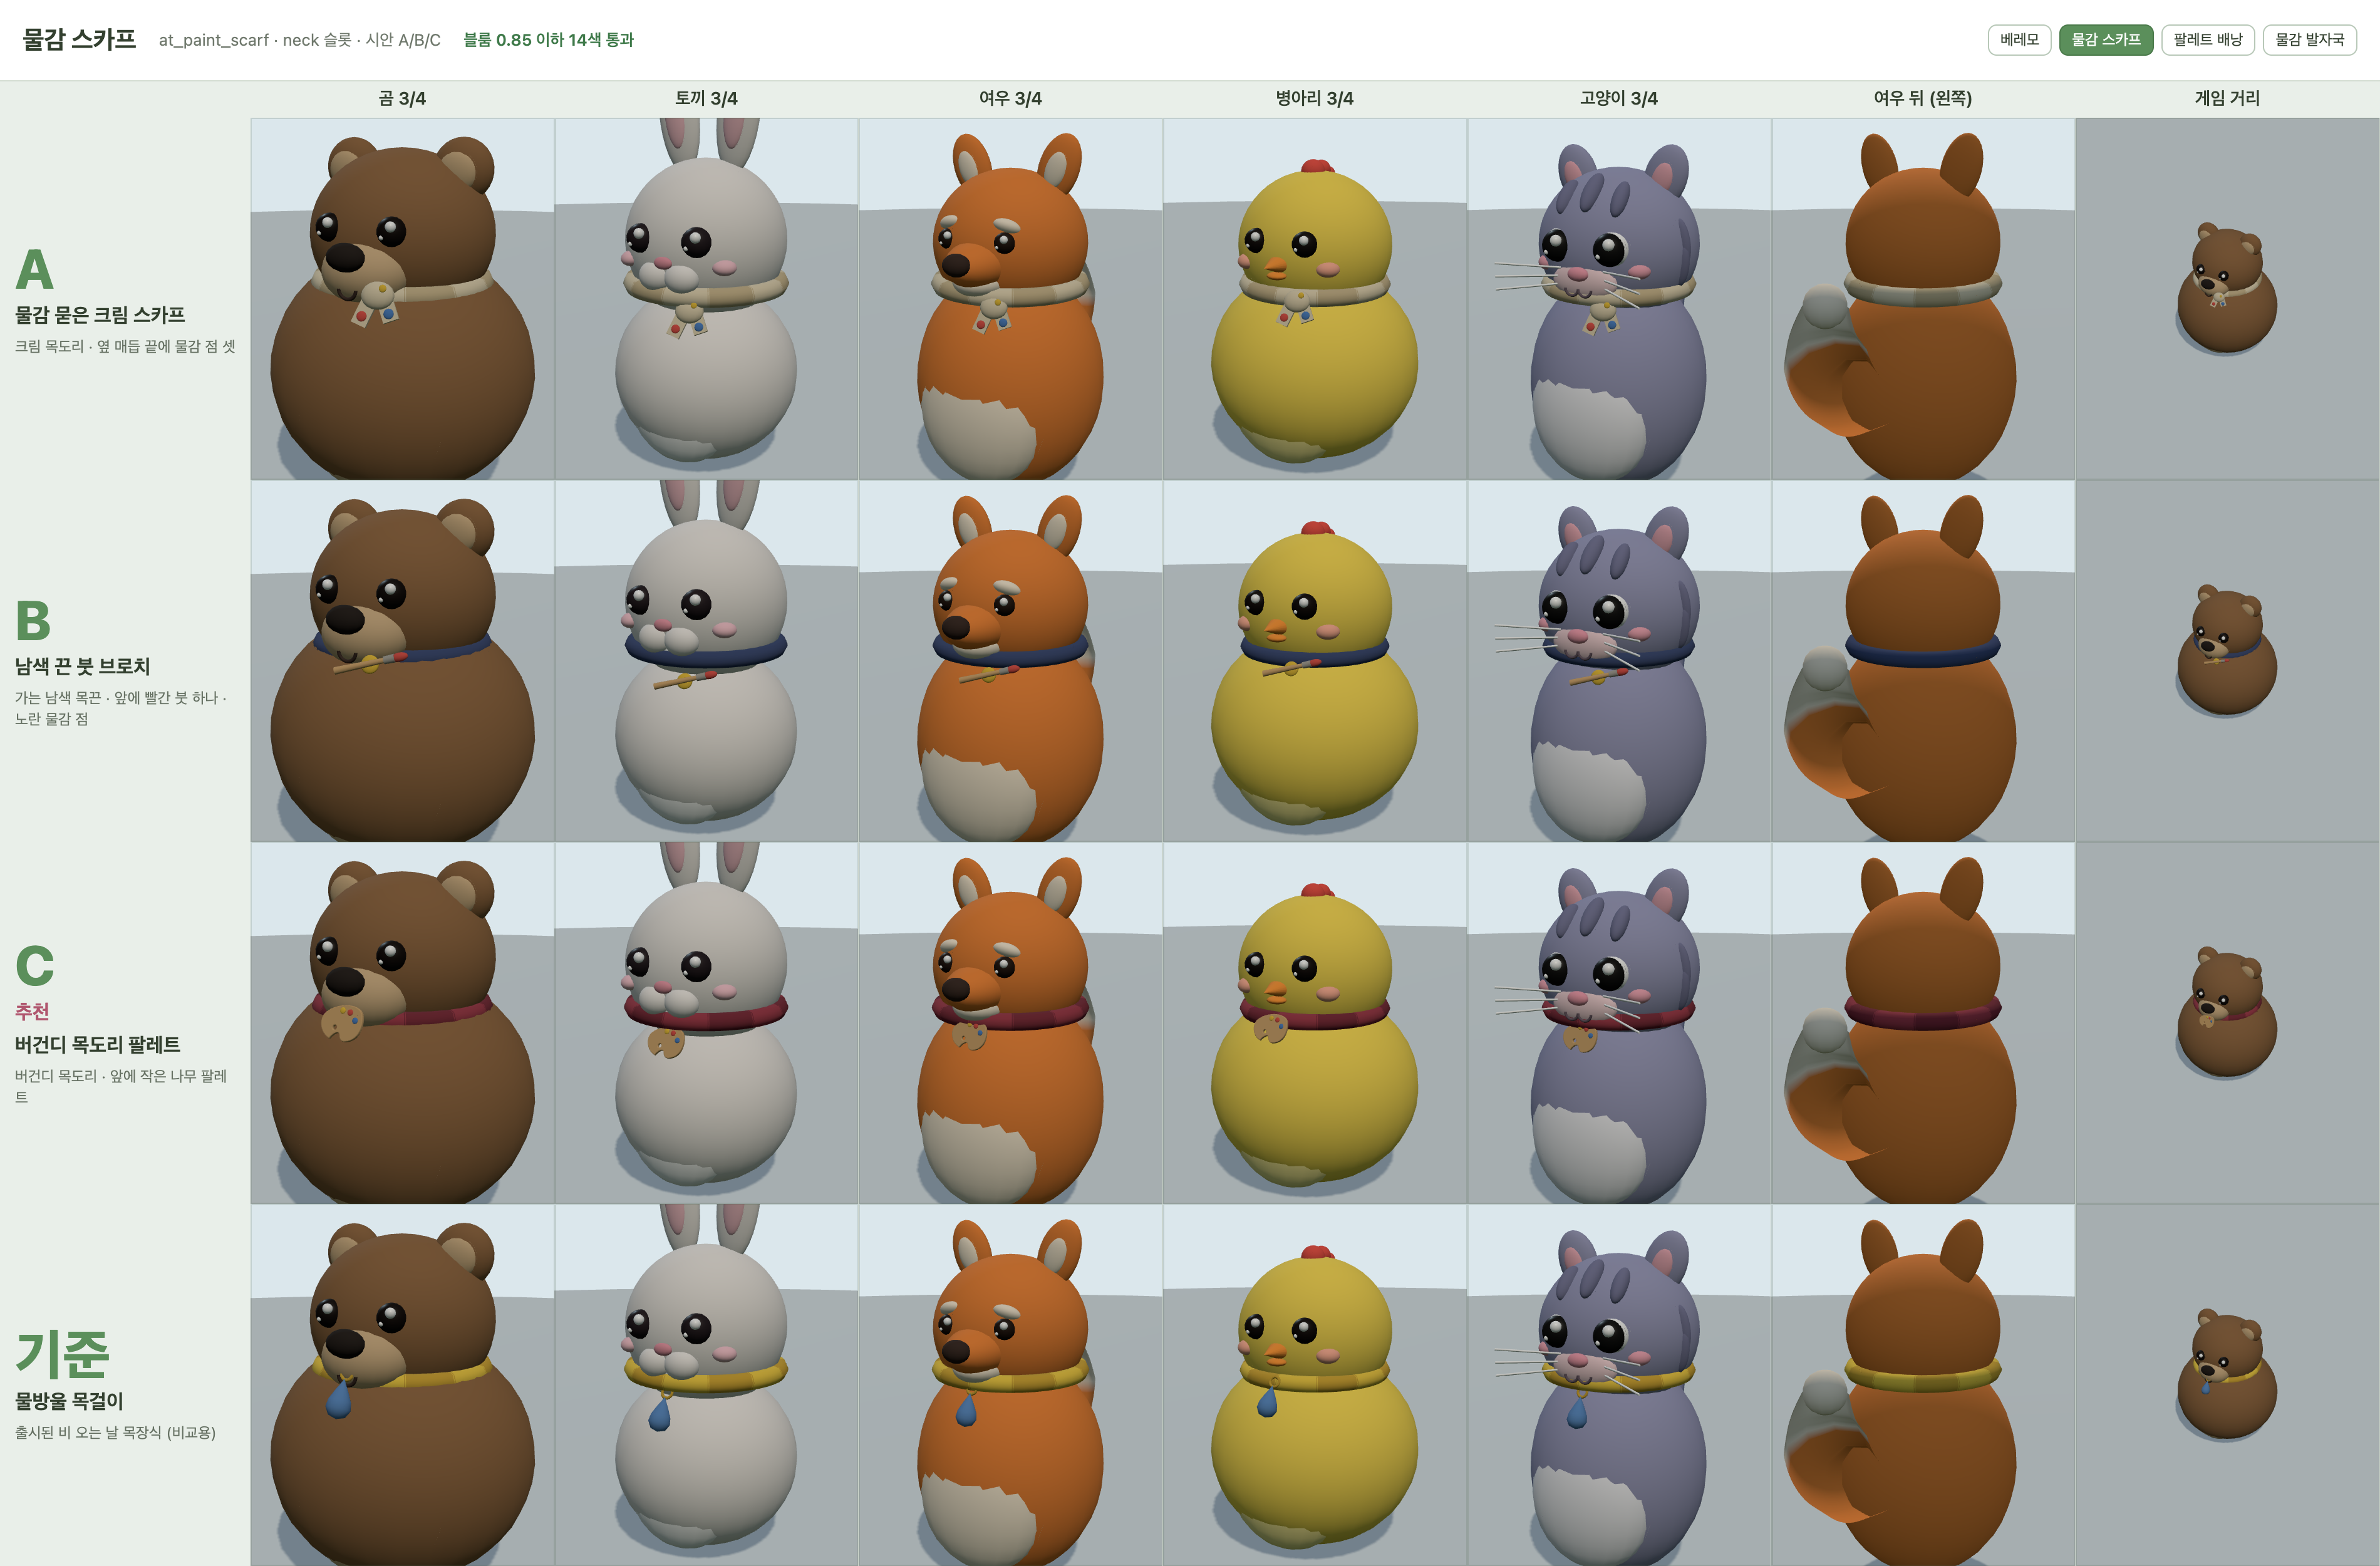 물감 스카프 at_paint_scarf · neck 슬롯 · 시안 A/B/C 블룸 0.85 이하 14색 통과 베레모 물감 스카프 팔레트 배낭 물감 발자국
곰 3/4 토끼 3/4 여우 3/4 병아리 3/4 고양이 3/4 여우 뒤 (왼쪽) 게임 거리
A
물감 묻은 크림 스카프
크림 목도리 · 옆 매듭 끝에 물감 점 셋
B
남색 끈 붓 브로치
가는 남색 목끈 · 앞에 빨간 붓 하나 ·
노란 물감 점
C
추천
버건디 목도리 팔레트
버건디 목도리 · 앞에 작은 나무 팔레
트
기준
물방울 목걸이
출시된 비 오는 날 목장식 (비교용)